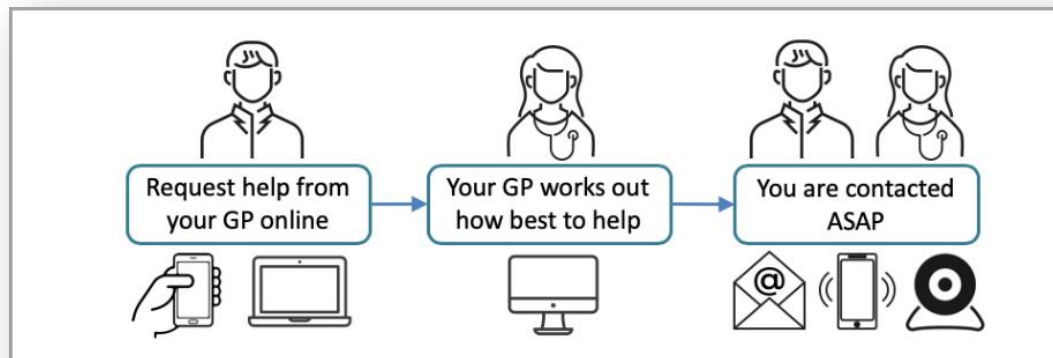 Request help from
your GP online
Your GP works out
how best to help
You are contacted
ASAP
@